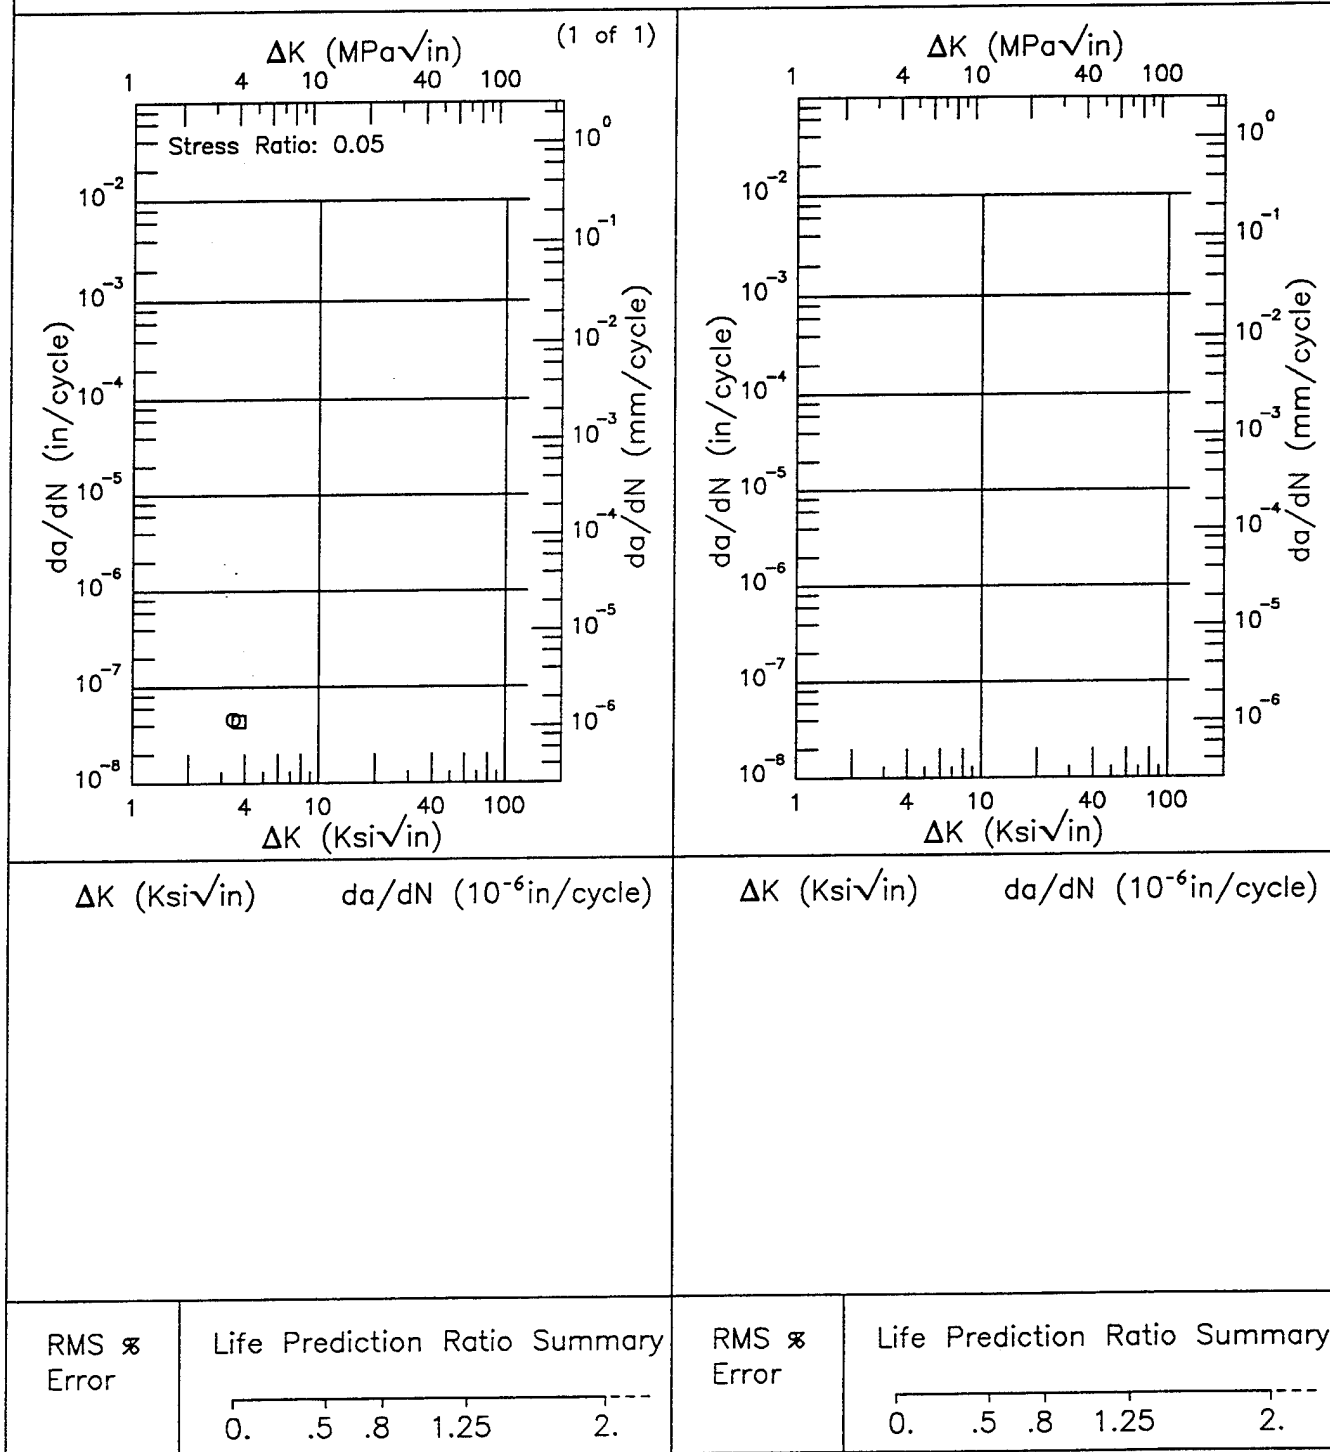 (1 of 1)
ΔK (MPa√in)
1 4 10 40 100
Stress Ratio: 0.05
10⁰
10⁻²
10⁻¹
10⁻³
10⁻²
10⁻⁴
10⁻³
10⁻⁵
10⁻⁴
10⁻⁶
10⁻⁵
10⁻⁷
10⁻⁶
10⁻⁸
da/dN (in/cycle)
da/dN (mm/cycle)
1 4 10 40 100
ΔK (Ksi√in)
ΔK (MPa√in)
1 4 10 40 100
10⁰
10⁻²
10⁻¹
10⁻³
10⁻²
10⁻⁴
10⁻³
10⁻⁵
10⁻⁴
10⁻⁶
10⁻⁵
10⁻⁷
10⁻⁶
10⁻⁸
da/dN (in/cycle)
da/dN (mm/cycle)
1 4 10 40 100
ΔK (Ksi√in)
ΔK (Ksi√in) da/dN (10⁻⁶in/cycle)
ΔK (Ksi√in) da/dN (10⁻⁶in/cycle)
RMS %
Error
Life Prediction Ratio Summary
0. .5 .8 1.25 2.
RMS %
Error
Life Prediction Ratio Summary
0. .5 .8 1.25 2.